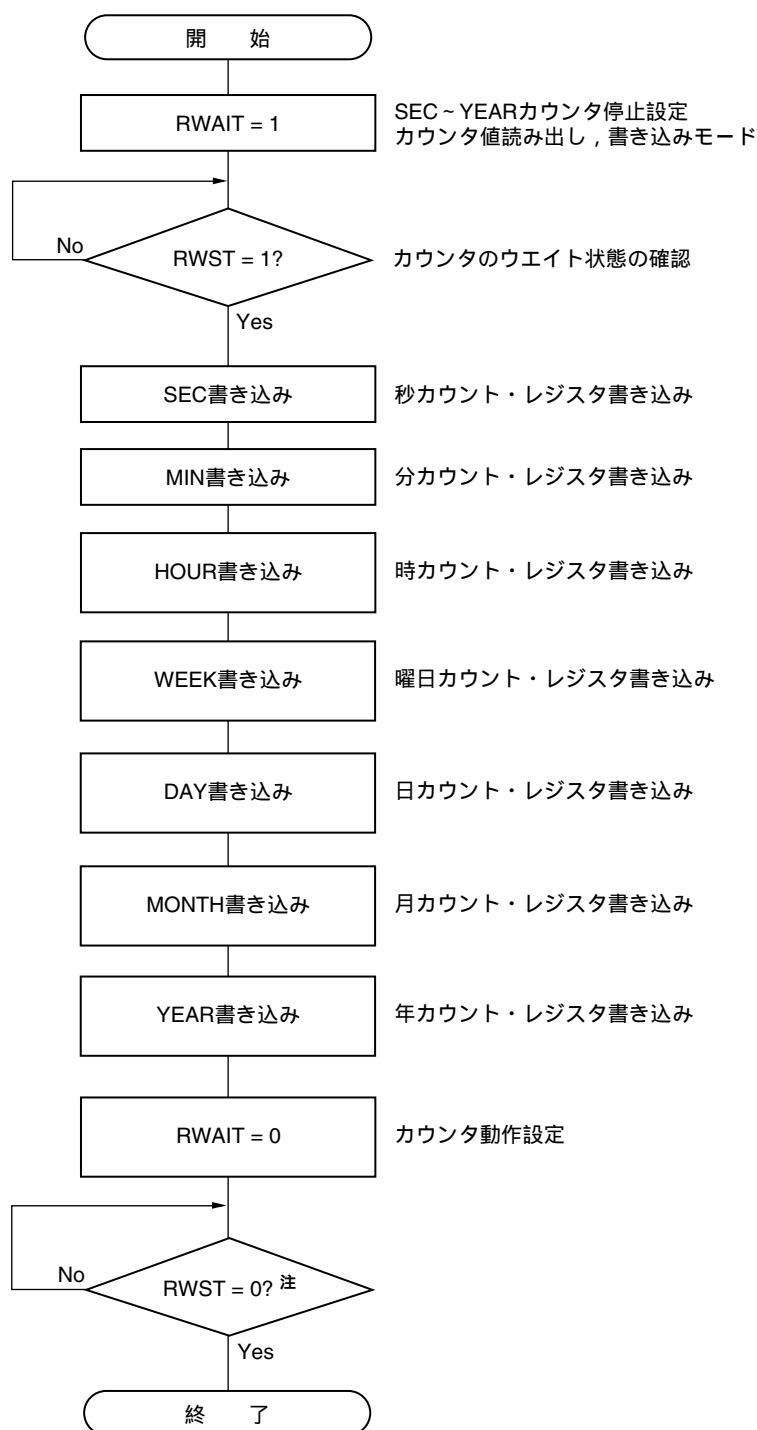 開 始
RWAIT = 1
SEC~YEARカウンタ停止設定
カウンタ値読み出し，書き込みモード
No
RWST = 1?
カウンタのウエイト状態の確認
Yes
SEC書き込み
秒カウント・レジスタ書き込み
MIN書き込み
分カウント・レジスタ書き込み
HOUR書き込み
時カウント・レジスタ書き込み
WEEK書き込み
曜日カウント・レジスタ書き込み
DAY書き込み
日カウント・レジスタ書き込み
MONTH書き込み
月カウント・レジスタ書き込み
YEAR書き込み
年カウント・レジスタ書き込み
RWAIT = 0
カウンタ動作設定
No
RWST = 0? 注
Yes
終 了